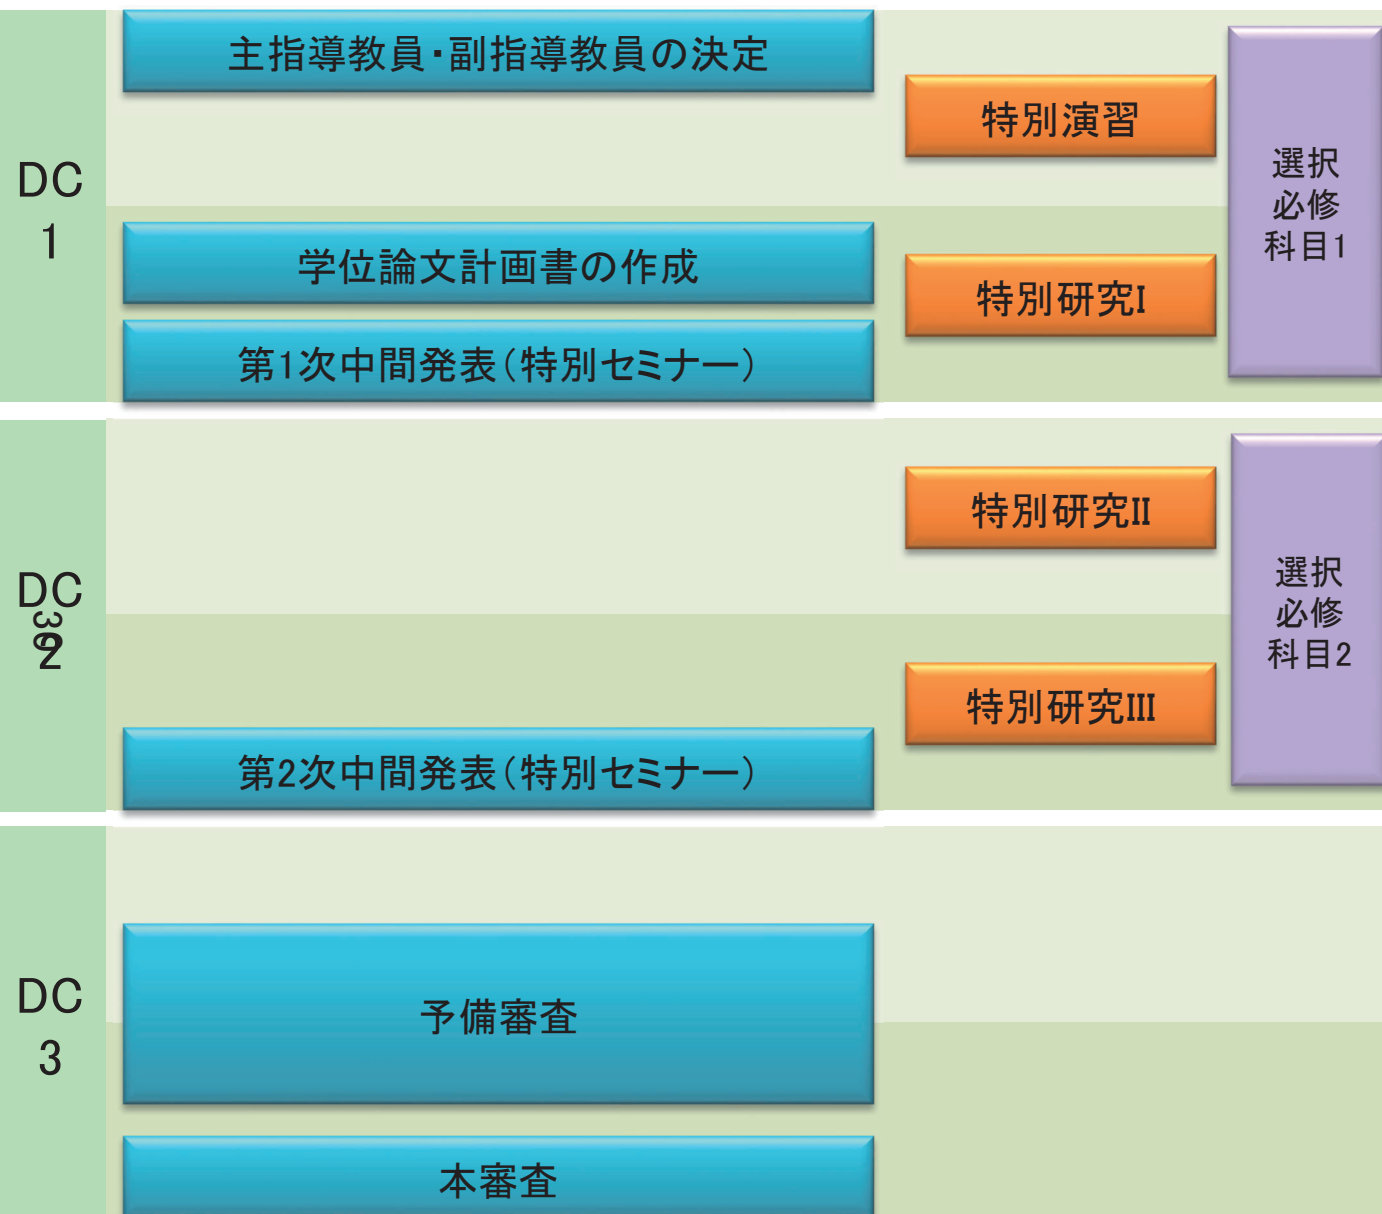 DC
1
主指導教員・副指導教員の決定
特別演習
選択
必修
科目1
学位論文計画書の作成
特別研究I
第1次中間発表（特別セミナー）
DC
2
36
特別研究II
選択
必修
科目2
特別研究III
第2次中間発表（特別セミナー）
DC
3
予備審査
本審査